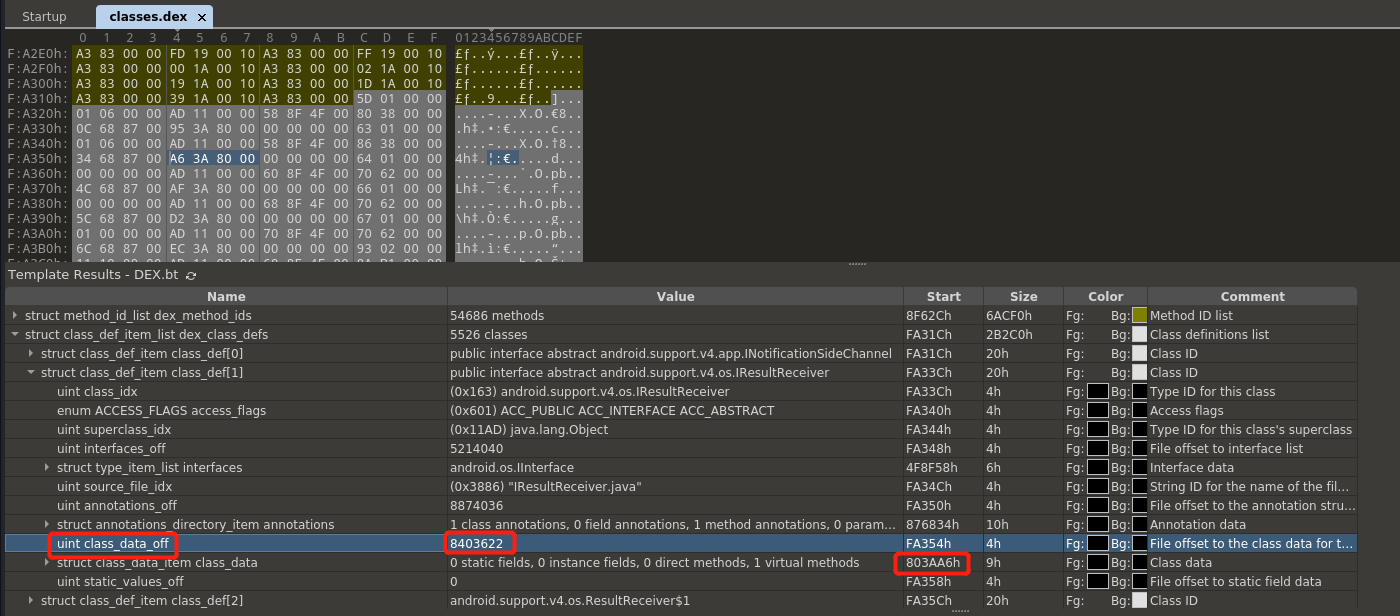 Startup classes.dex ×
0 1 2 3 4 5 6 7 8 9 A B C D E F 0123456789ABCDEF
F:A2E0h: A3 83 00 00 FD 19 00 10 A3 83 00 00 FF 19 00 10 £ƒ..ý...£ƒ..ÿ...
F:A2F0h: A3 83 00 00 00 1A 00 10 A3 83 00 00 02 1A 00 10 £ƒ......£ƒ......
F:A300h: A3 83 00 00 19 1A 00 10 A3 83 00 00 1D 1A 00 10 £ƒ......£ƒ......
F:A310h: A3 83 00 00 39 1A 00 10 A3 83 00 00 5D 01 00 00 £ƒ..9...£ƒ..]...
F:A320h: 01 06 00 00 AD 11 00 00 58 8F 4F 00 80 38 00 00 ....-...X.O.€8..
F:A330h: 0C 68 87 00 95 3A 80 00 00 00 00 00 63 01 00 00 .h‡.•:€.....c...
F:A340h: 01 06 00 00 AD 11 00 00 58 8F 4F 00 86 38 00 00 ....-...X.O.†8..
F:A350h: 34 68 87 00 A6 3A 80 00 00 00 00 00 64 01 00 00 4h‡.¦:€.....d...
F:A360h: 00 00 00 00 AD 11 00 00 60 8F 4F 00 70 62 00 00 ....-...`.O.pb..
F:A370h: 4C 68 87 00 AF 3A 80 00 00 00 00 00 66 01 00 00 Lh‡.¯:€.....f...
F:A380h: 00 00 00 00 AD 11 00 00 68 8F 4F 00 70 62 00 00 ....-...h.O.pb..
F:A390h: 5C 68 87 00 D2 3A 80 00 00 00 00 00 67 01 00 00 \h‡.Ò:€.....g...
F:A3A0h: 01 00 00 00 AD 11 00 00 70 8F 4F 00 70 62 00 00 ....-...p.O.pb..
F:A3B0h: 6C 68 87 00 EC 3A 80 00 00 00 00 00 93 02 00 00 lh‡.ì:€.....“...
Template Results - DEX.bt
Name Value Start Size Color Comment
struct method_id_list dex_method_ids 54686 methods 8F62Ch 6ACF0h Fg: Bg: Method ID list
struct class_def_item_list dex_class_defs 5526 classes FA31Ch 2B2C0h Fg: Bg: Class definitions list
struct class_def_item class_def[0] public interface abstract android.support.v4.app.INotificationSideChannel FA31Ch 20h Fg: Bg: Class ID
struct class_def_item class_def[1] public interface abstract android.support.v4.os.IResultReceiver FA33Ch 20h Fg: Bg: Class ID
uint class_idx (0x163) android.support.v4.os.IResultReceiver FA33Ch 4h Fg: Bg: Type ID for this class
enum ACCESS_FLAGS access_flags (0x601) ACC_PUBLIC ACC_INTERFACE ACC_ABSTRACT FA340h 4h Fg: Bg: Access flags
uint superclass_idx (0x11AD) java.lang.Object FA344h 4h Fg: Bg: Type ID for this class's superclass
uint interfaces_off 5214040 FA348h 4h Fg: Bg: File offset to interface list
struct type_item_list interfaces android.os.IInterface 4F8F58h 6h Fg: Bg: Interface data
uint source_file_idx (0x3886) "IResultReceiver.java" FA34Ch 4h Fg: Bg: String ID for the name of the fil...
uint annotations_off 8874036 FA350h 4h Fg: Bg: File offset to the annotation stru...
struct annotations_directory_item annotations 1 class annotations, 0 field annotations, 1 method annotations, 0 param... 876834h 10h Fg: Bg: Annotation data
uint class_data_off 8403622 FA354h 4h Fg: Bg: File offset to the class data for t...
struct class_data_item class_data 0 static fields, 0 instance fields, 0 direct methods, 1 virtual methods 803AA6h 9h Fg: Bg: Class data
uint static_values_off 0 FA358h 4h Fg: Bg: File offset to static field data
struct class_def_item class_def[2] android.support.v4.os.ResultReceiver$1 FA35Ch 20h Fg: Bg: Class ID